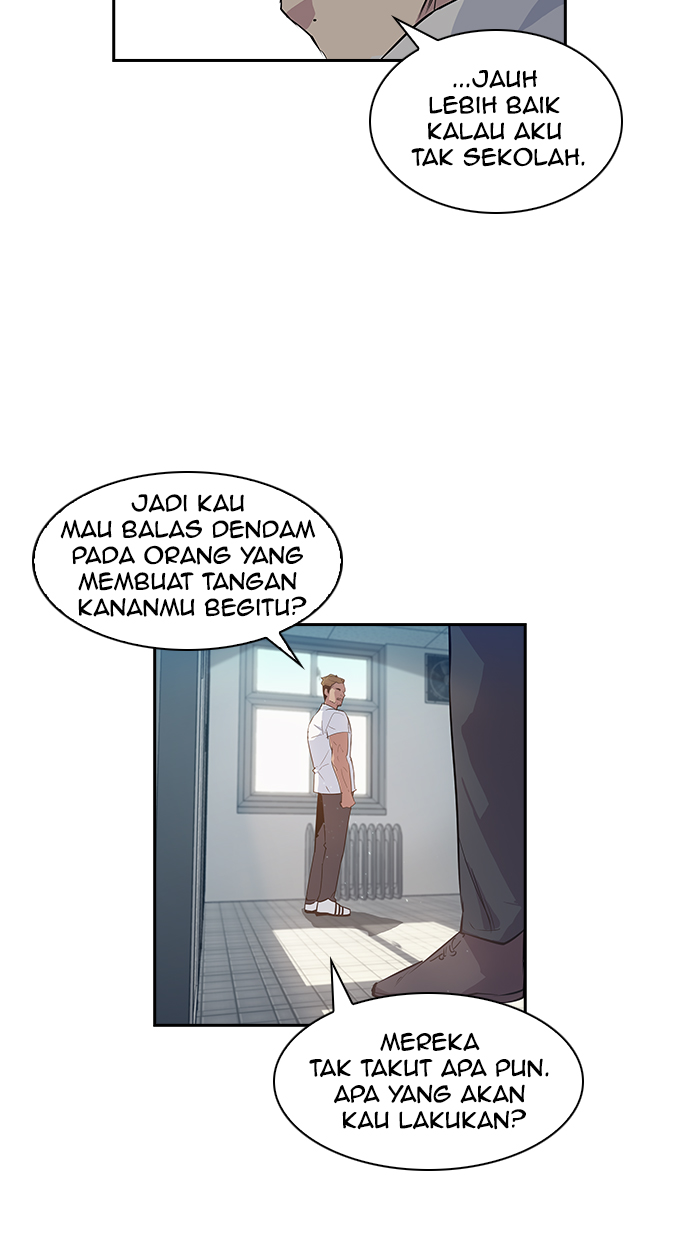 ...JAUH
LEBIH BAIK
KALAU AKU
TAK SEKOLAH.
JADI KAU
MAU BALAS DENDAM
PADA ORANG YANG
MEMBUAT TANGAN
KANANMU BEGITU?
MEREKA
TAK TAKUT APA PUN.
APA YANG AKAN
KAU LAKUKAN?